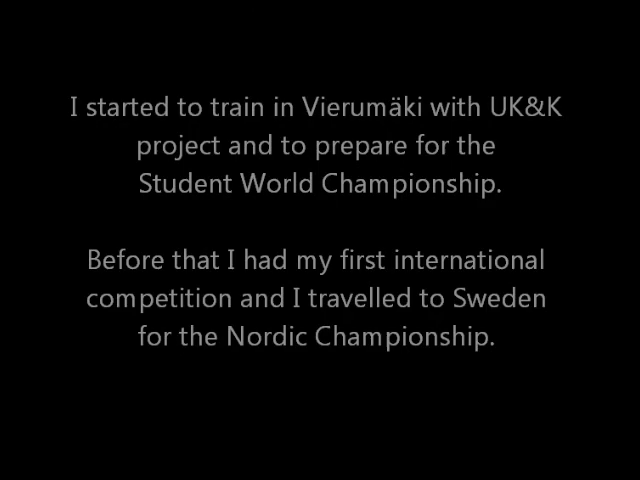 I started to train in Vierumäki with UK&K
project and to prepare for the
Student World Championship.
Before that I had my first international
competition and I travelled to Sweden
for the Nordic Championship.